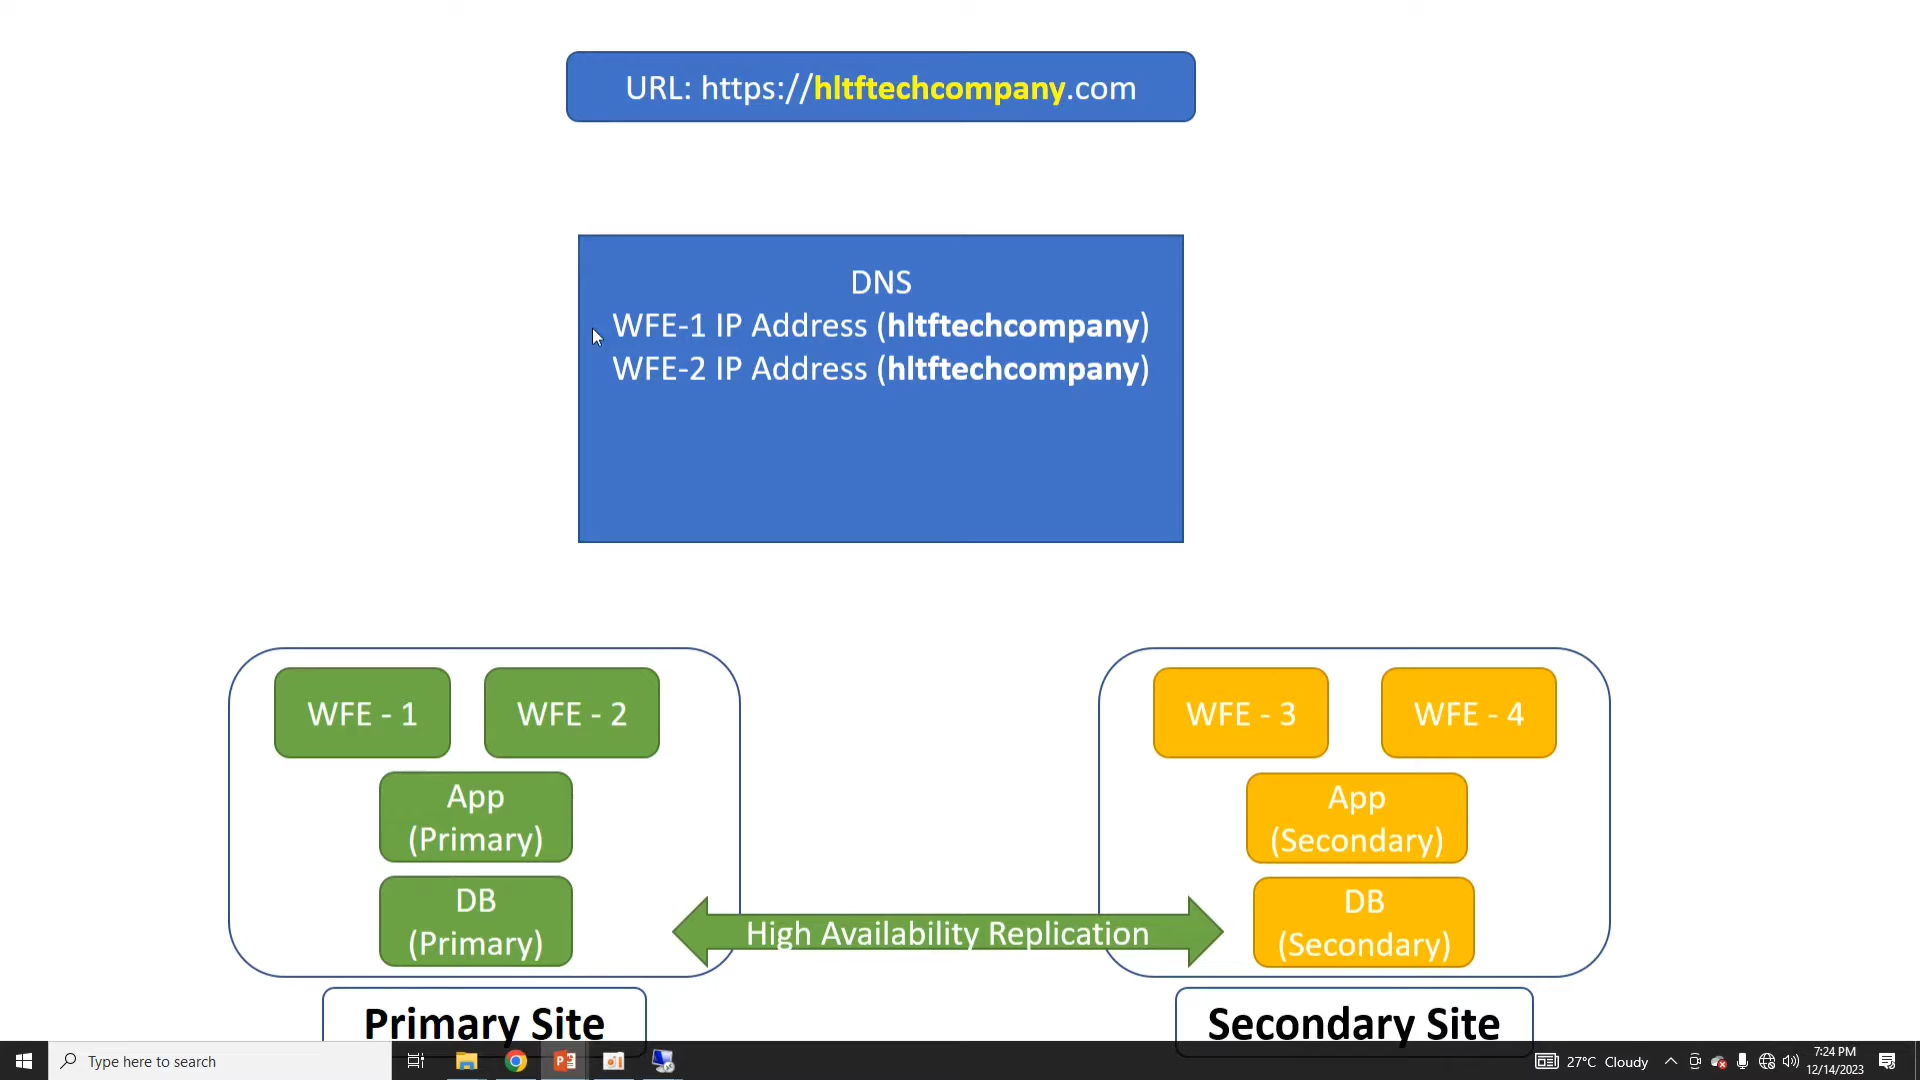 URL: https://hltftechcompany.com
DNS
WFE-1 IP Address (hltftechcompany)
WFE-2 IP Address (hltftechcompany)
WFE - 1
WFE - 2
WFE - 3
WFE - 4
App
(Primary)
App
(Secondary)
DB
(Primary)
High Availability Replication
DB
(Secondary)
Primary Site
Secondary Site
Type here to search
27°C Cloudy
7:24 PM
12/14/2023